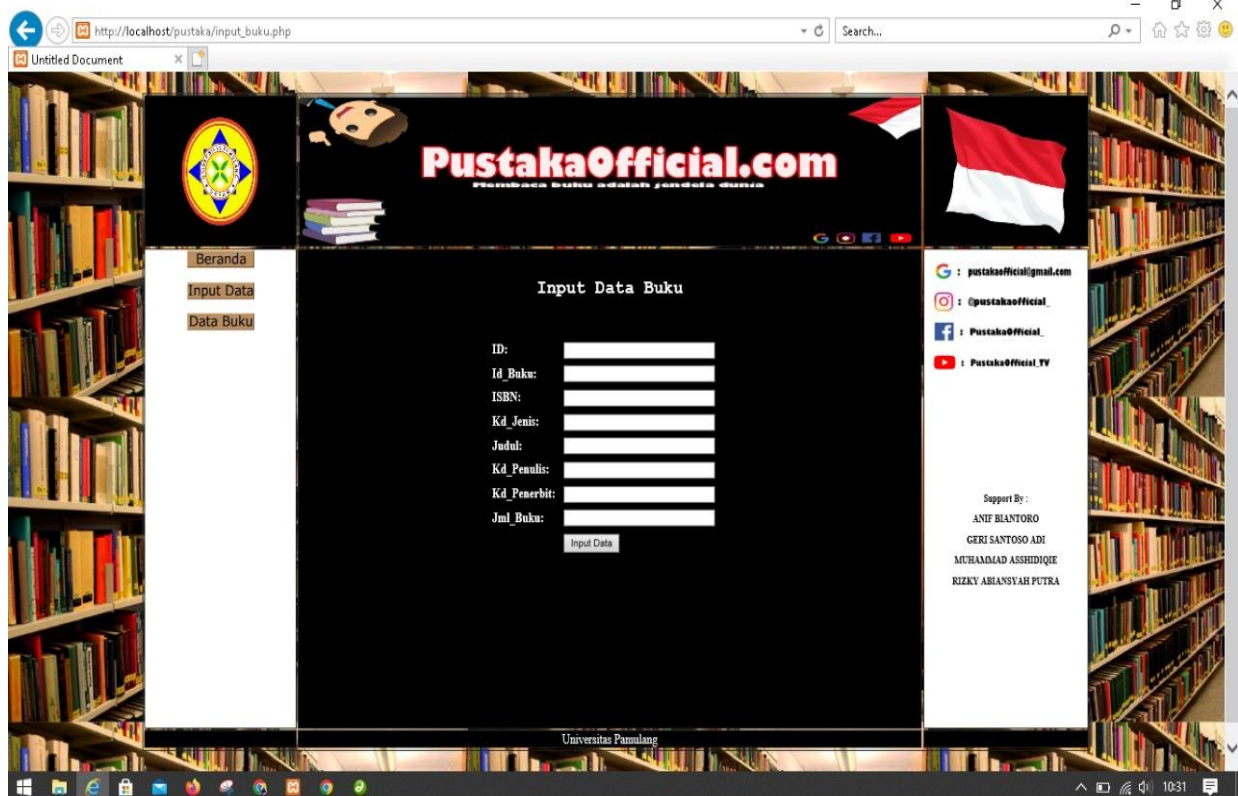 http://localhost/pustaka/input_buku.php
Search...
Untitled Document
PustakaOfficial.com
Membaca buku adalah jendela dunia
Beranda
Input Data
Data Buku
Input Data Buku
ID:
Id_Buku:
ISBN:
Kd_Jenis:
Judul:
Kd_Penulis:
Kd_Penerbit:
Jml_Buku:
Input Data
: pustakaofficial@gmail.com
: @pustakaofficial_
: PustakaOfficial_
: PustakaOfficial_TV
Support By :
ANIF BIANTORO
GERI SANTOSO ADI
MUHAMMAD ASSHIDIQIE
RIZKY ABIANSYAH PUTRA
Universitas Pamulang
10:31